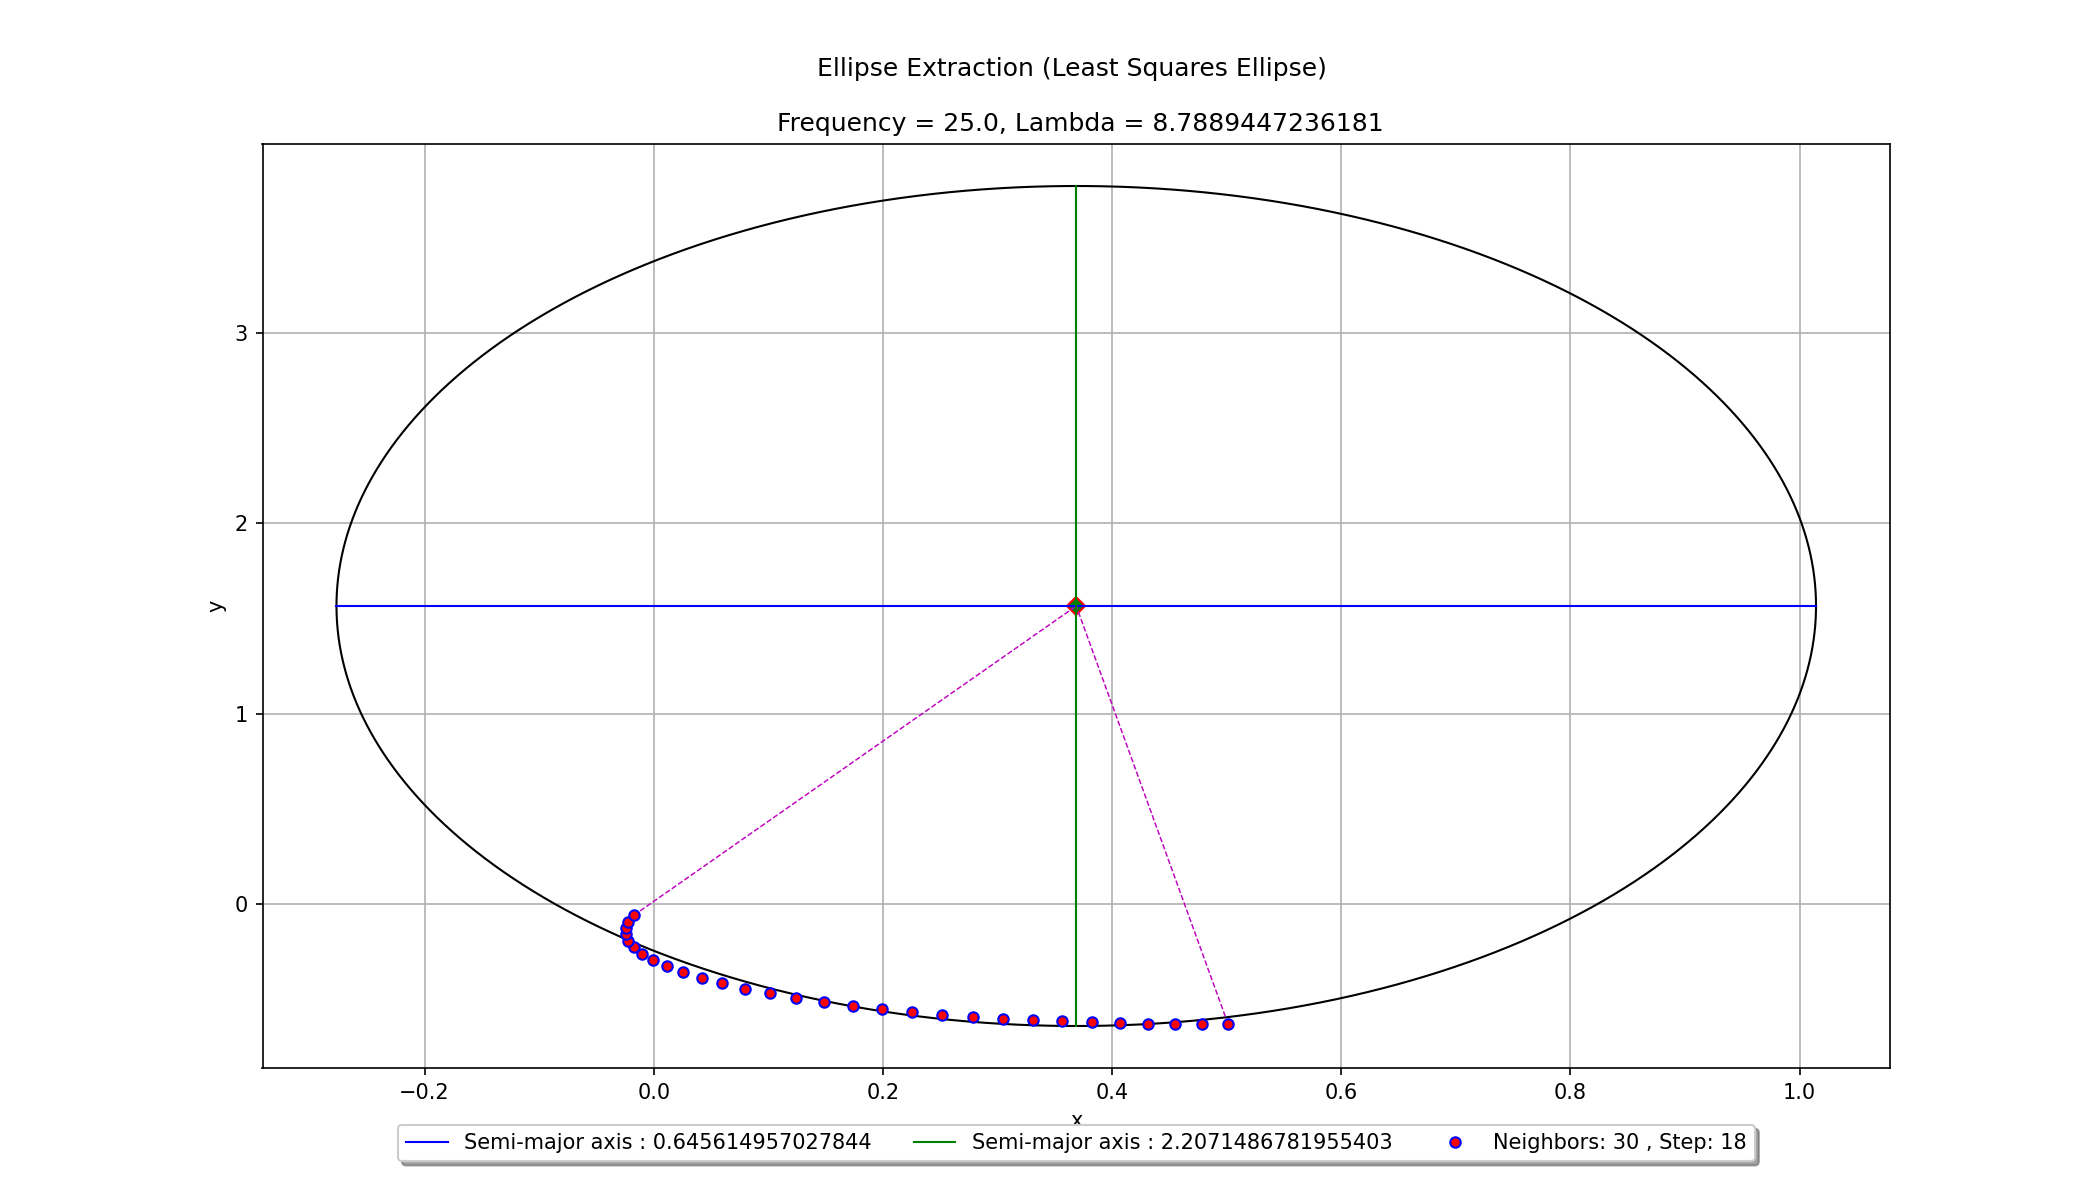 Ellipse Extraction (Least Squares Ellipse)
Frequency = 25.0, Lambda = 8.7889447236181
3
2
y
1
0
−0.2 0.0 0.2 0.4 0.6 0.8 1.0
x
Semi-major axis : 0.645614957027844 Semi-major axis : 2.2071486781955403 Neighbors: 30 , Step: 18